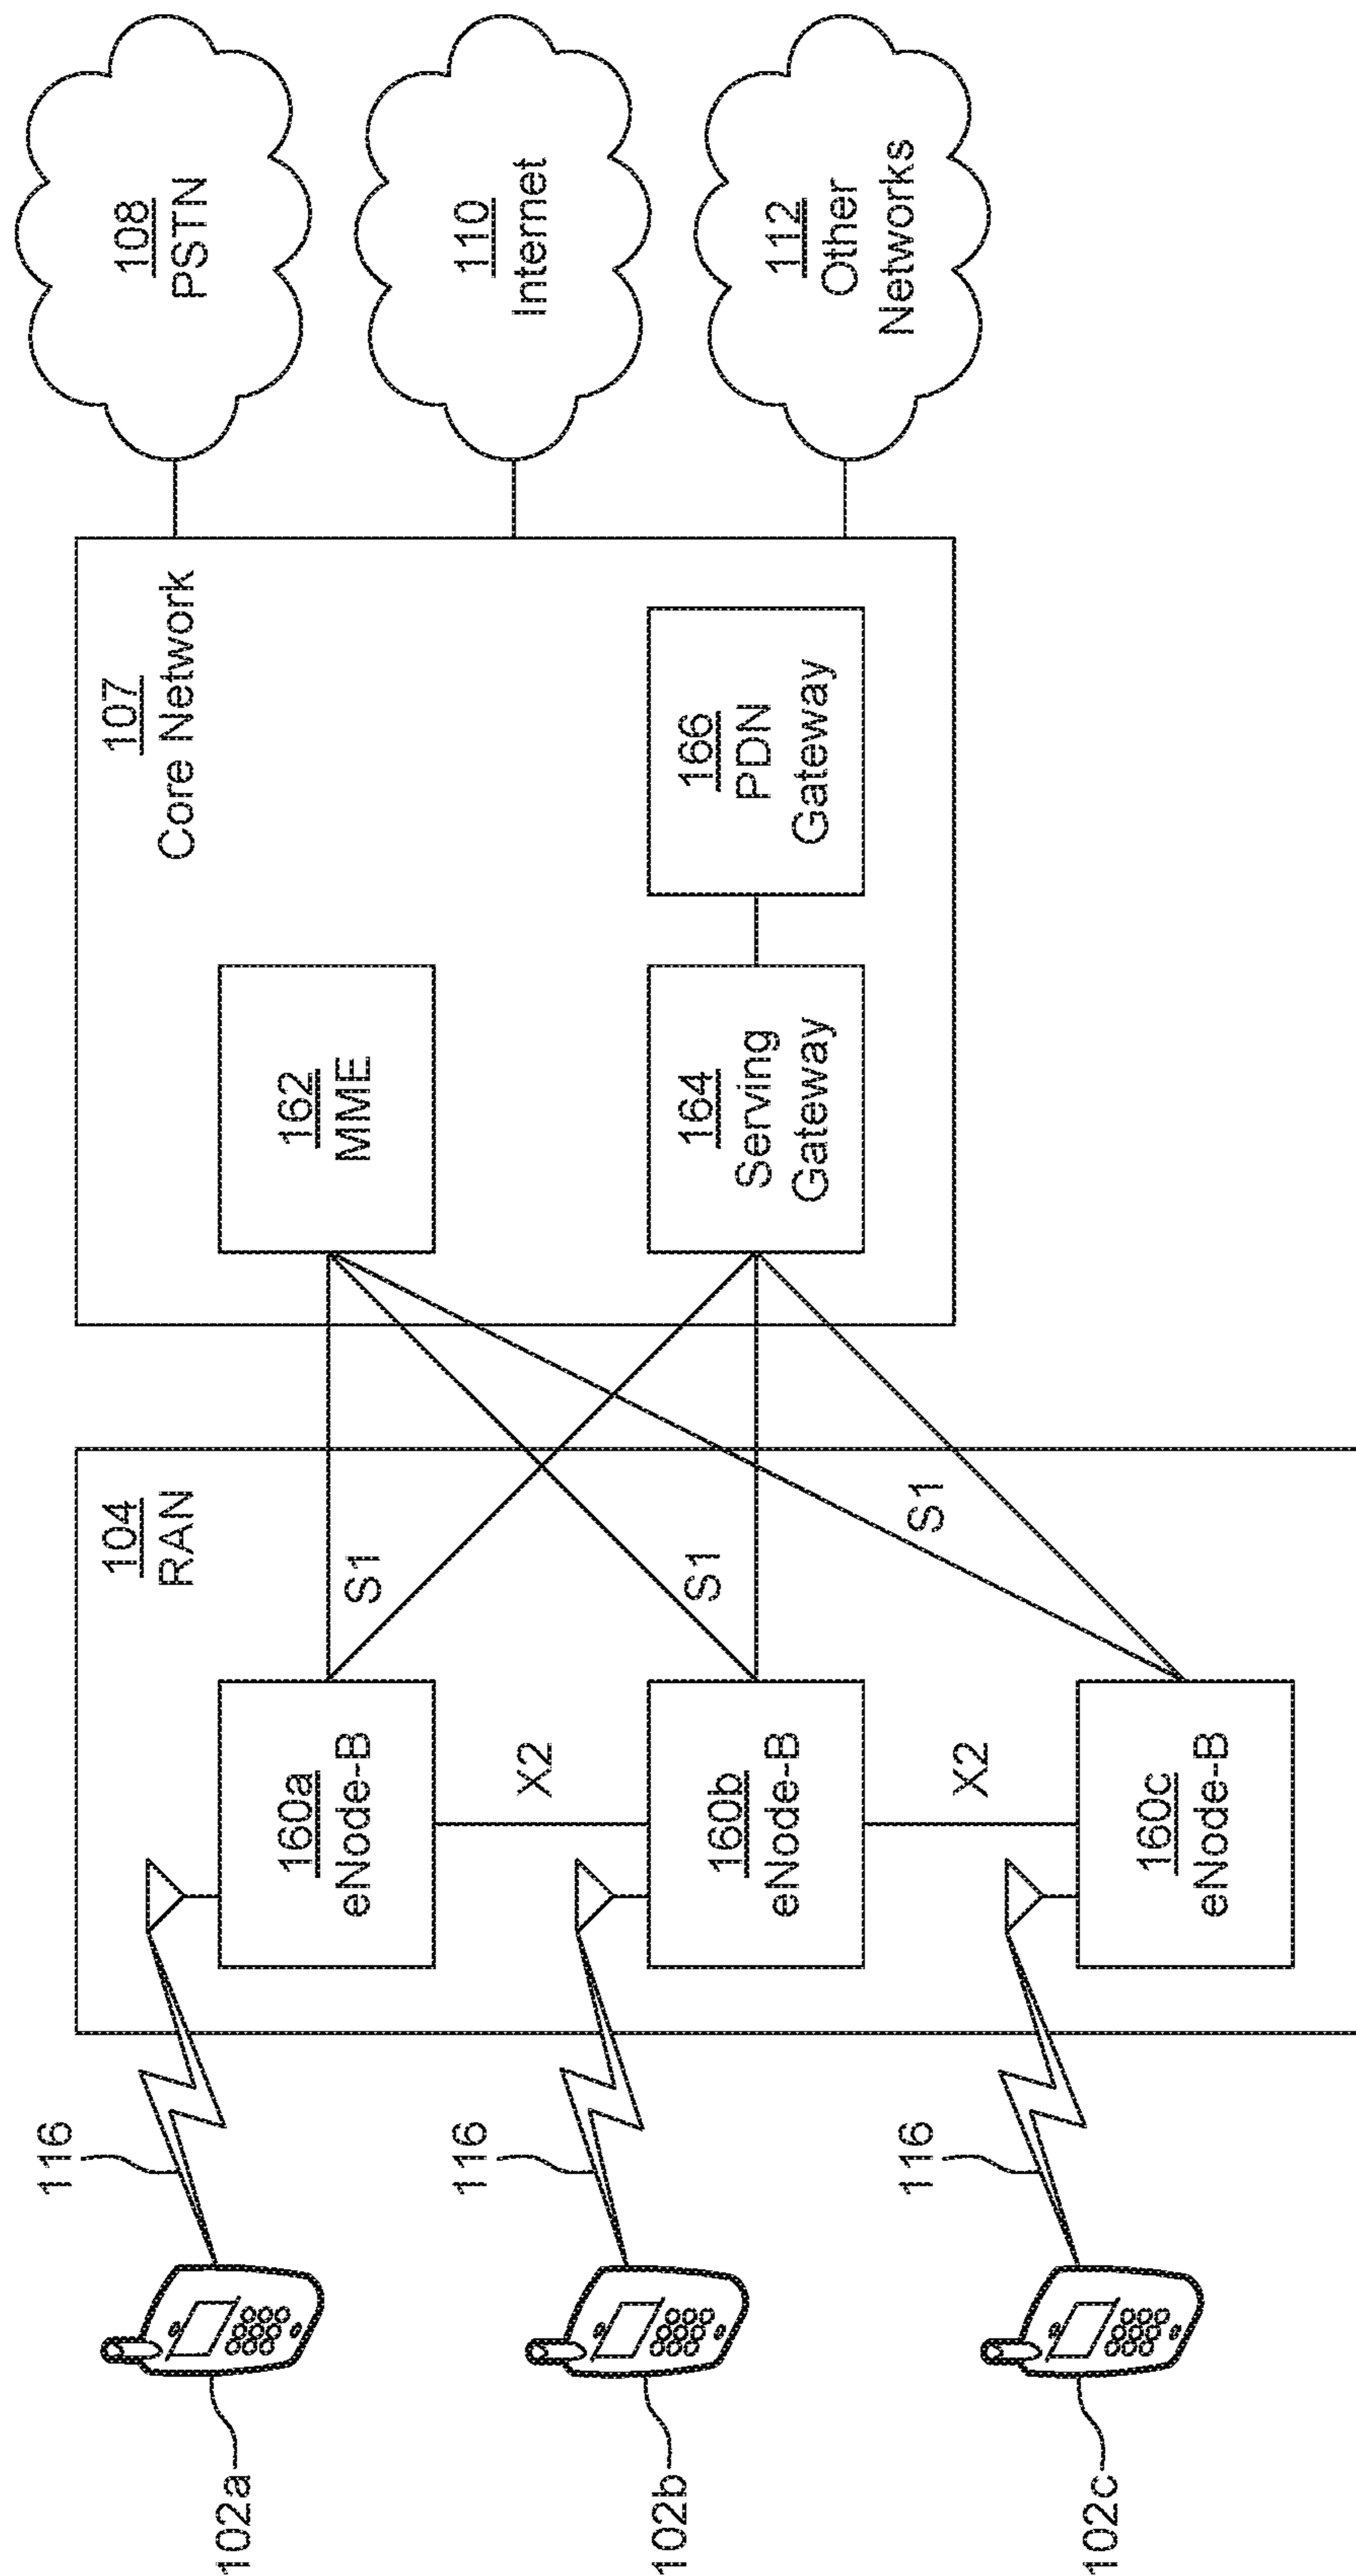 102a
116
104
RAN
160a
eNode-B
S1
X2
102b
116
160b
eNode-B
S1
X2
102c
116
160c
eNode-B
S1
107
Core Network
162
MME
164
Serving
Gateway
166
PDN
Gateway
108
PSTN
110
Internet
112
Other
Networks